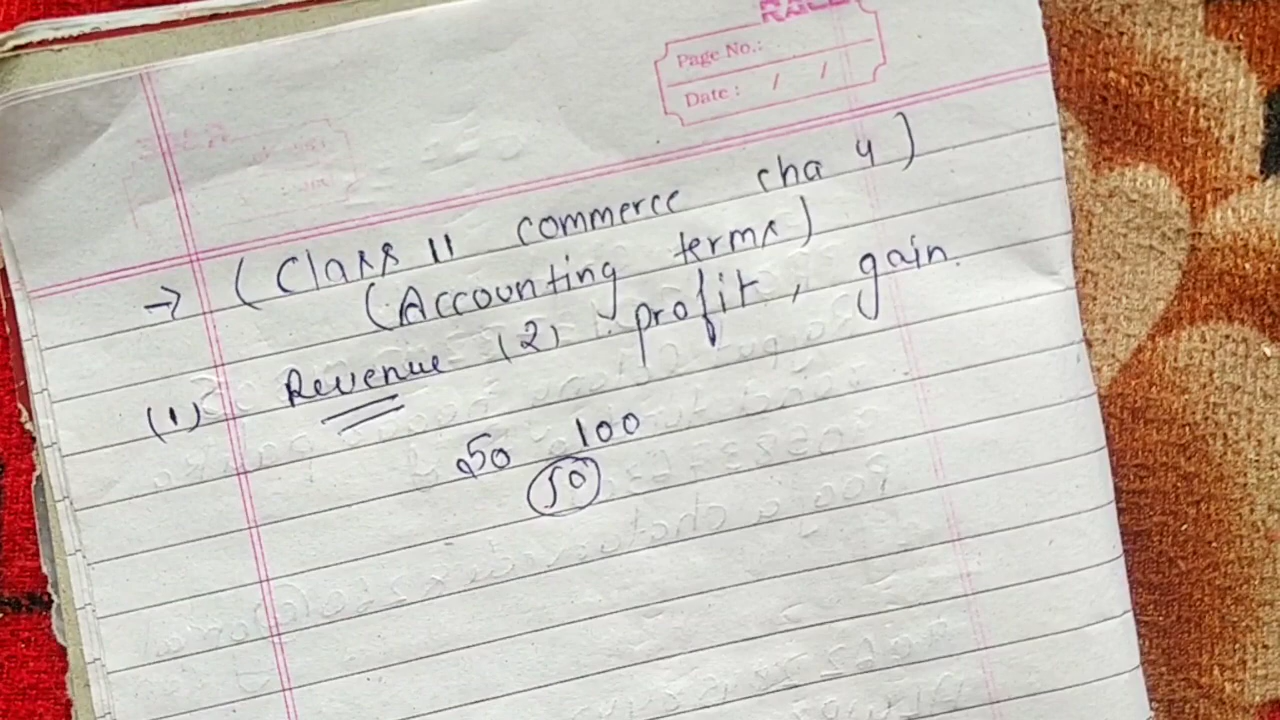 Page No.:
Date : / /
→ (Class 11 commerce cha 4)
(Accounting terms)
(1) Revenue (2) profit, gain.
50 100
50